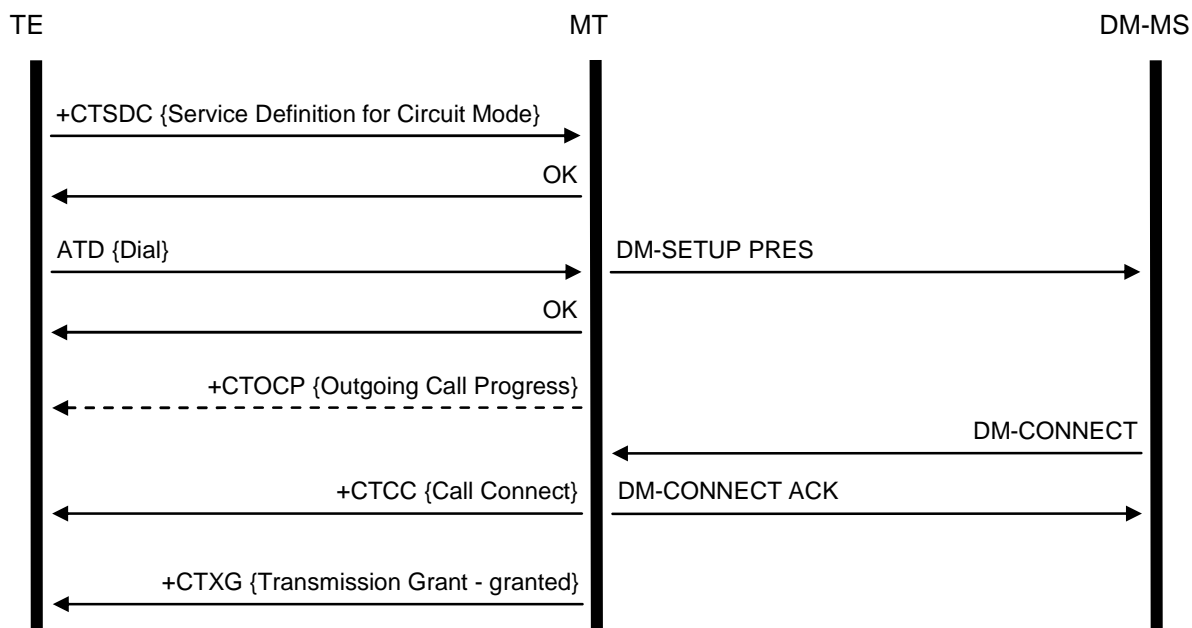 TE MT DM-MS
+CTSDC {Service Definition for Circuit Mode}
OK
ATD {Dial} DM-SETUP PRES
OK
+CTOCP {Outgoing Call Progress}
DM-CONNECT
+CTCC {Call Connect} DM-CONNECT ACK
+CTXG {Transmission Grant - granted}